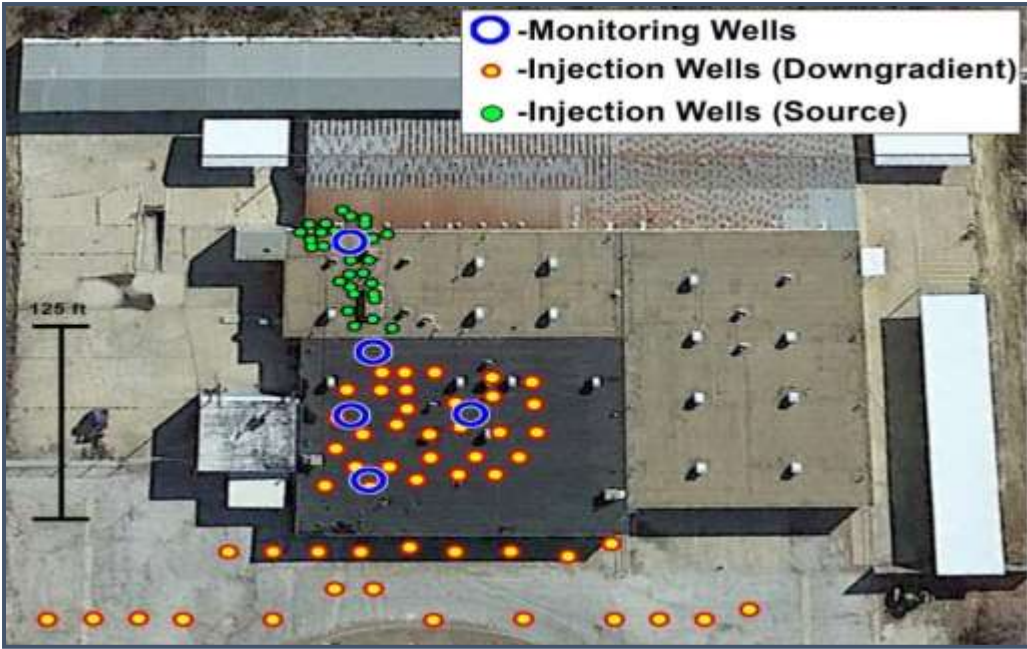 -Monitoring Wells
-Injection Wells (Downgradient)
-Injection Wells (Source)
125 ft